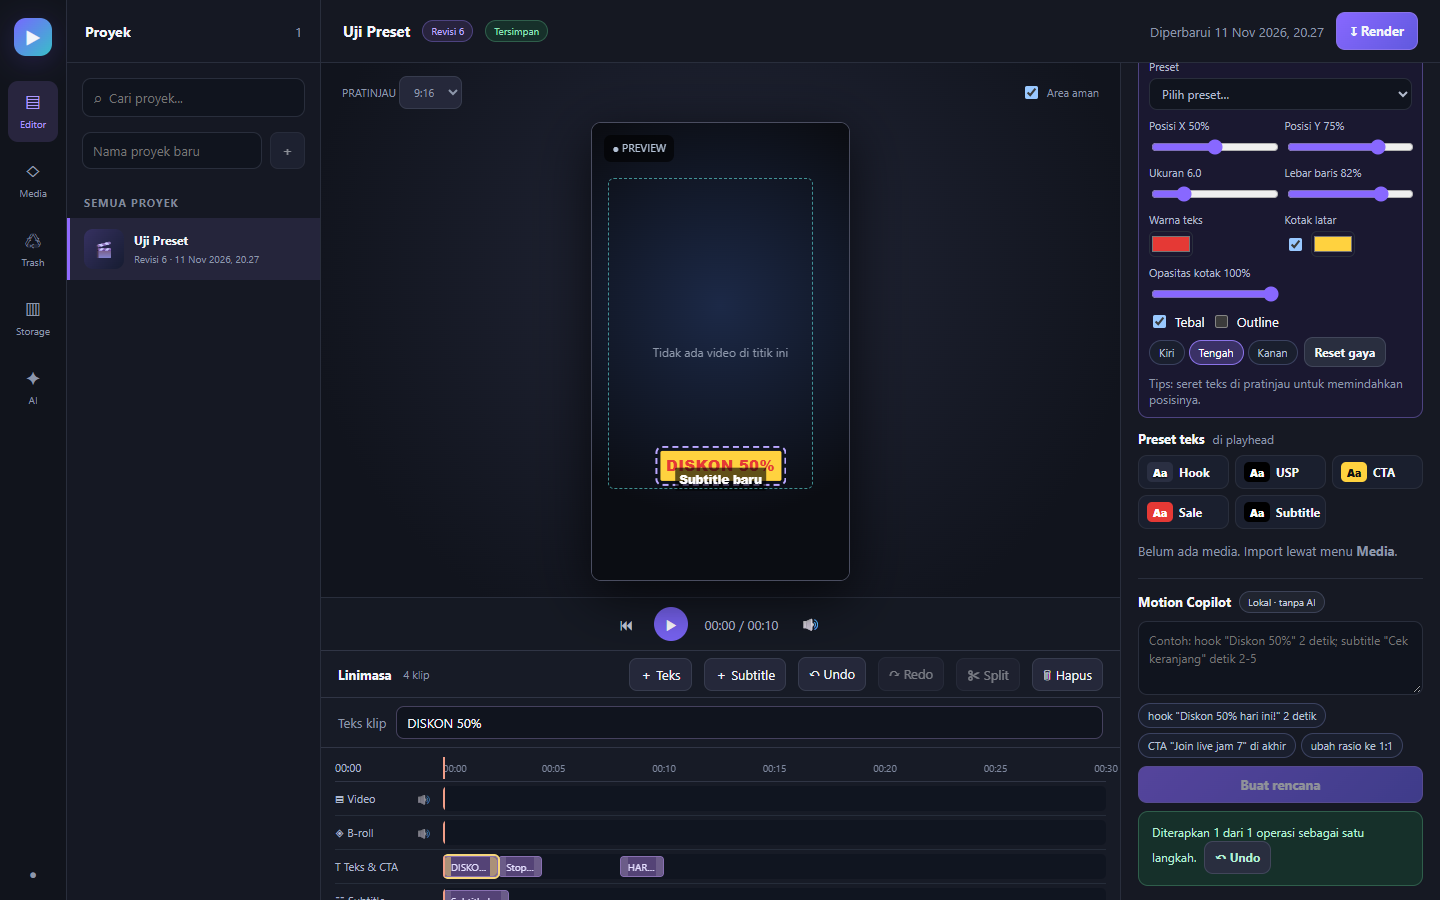 Proyek
1
Uji Preset
Revisi 6
Tersimpan
Diperbarui 11 Nov 2026, 20.27
↧ Render
Editor
Media
Trash
Storage
AI
Cari proyek...
Nama proyek baru
+
SEMUA PROYEK
Uji Preset
Revisi 6 · 11 Nov 2026, 20.27
PRATINJAU
9:16
Area aman
● PREVIEW
Tidak ada video di titik ini
DISKON 50%
Subtitle baru
00:00 / 00:10
Linimasa
4 klip
+ Teks
+ Subtitle
↶ Undo
↷ Redo
Split
Hapus
Teks klip
DISKON 50%
00:00
00:00
00:05
00:10
00:15
00:20
00:25
00:30
Video
B-roll
T Teks & CTA
DISKO...
Stop...
HAR...
Preset
Pilih preset...
Posisi X 50%
Posisi Y 75%
Ukuran 6.0
Lebar baris 82%
Warna teks
Kotak latar
Opasitas kotak 100%
Tebal
Outline
Kiri
Tengah
Kanan
Reset gaya
Tips: seret teks di pratinjau untuk memindahkan
posisinya.
Preset teks
di playhead
Aa Hook
Aa USP
Aa CTA
Aa Sale
Aa Subtitle
Belum ada media. Import lewat menu Media.
Motion Copilot
Lokal · tanpa AI
Contoh: hook "Diskon 50%" 2 detik; subtitle "Cek
keranjang" detik 2-5
hook "Diskon 50% hari ini!" 2 detik
CTA "Join live jam 7" di akhir
ubah rasio ke 1:1
Buat rencana
Diterapkan 1 dari 1 operasi sebagai satu
langkah.
↶ Undo